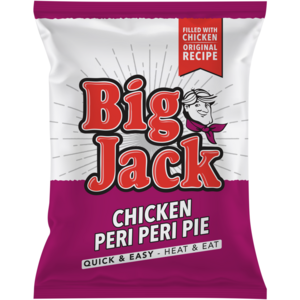 FILLED WITH
CHICKEN
ORIGINAL
RECIPE
Big
Jack
CHICKEN
PERI PERI PIE
QUICK & EASY - HEAT & EAT